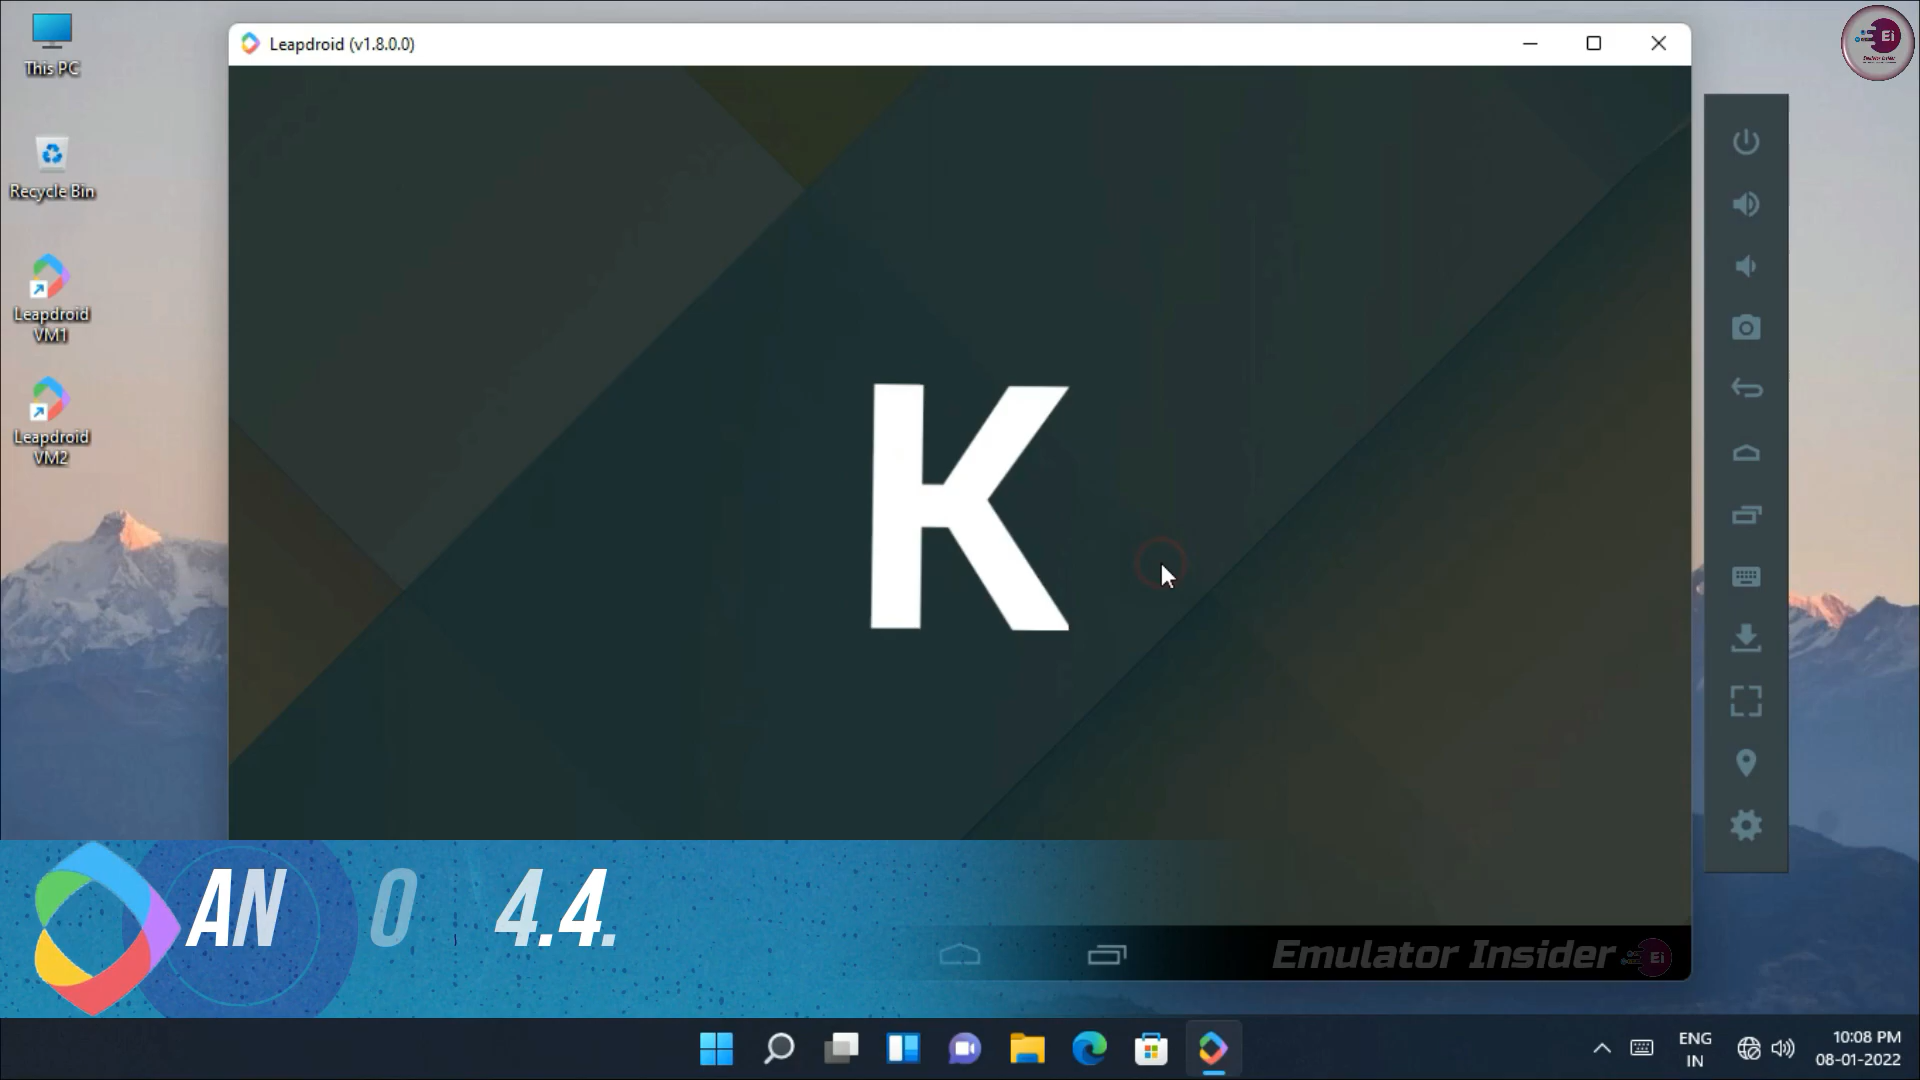 Leapdroid (v1.8.0.0)
Ei
This PC
Recycle Bin
Leapdroid
VM1
Leapdroid
VM2
K
AN O 4.4.
Emulator Insider
Ei
ENG
IN
10:08 PM
08-01-2022